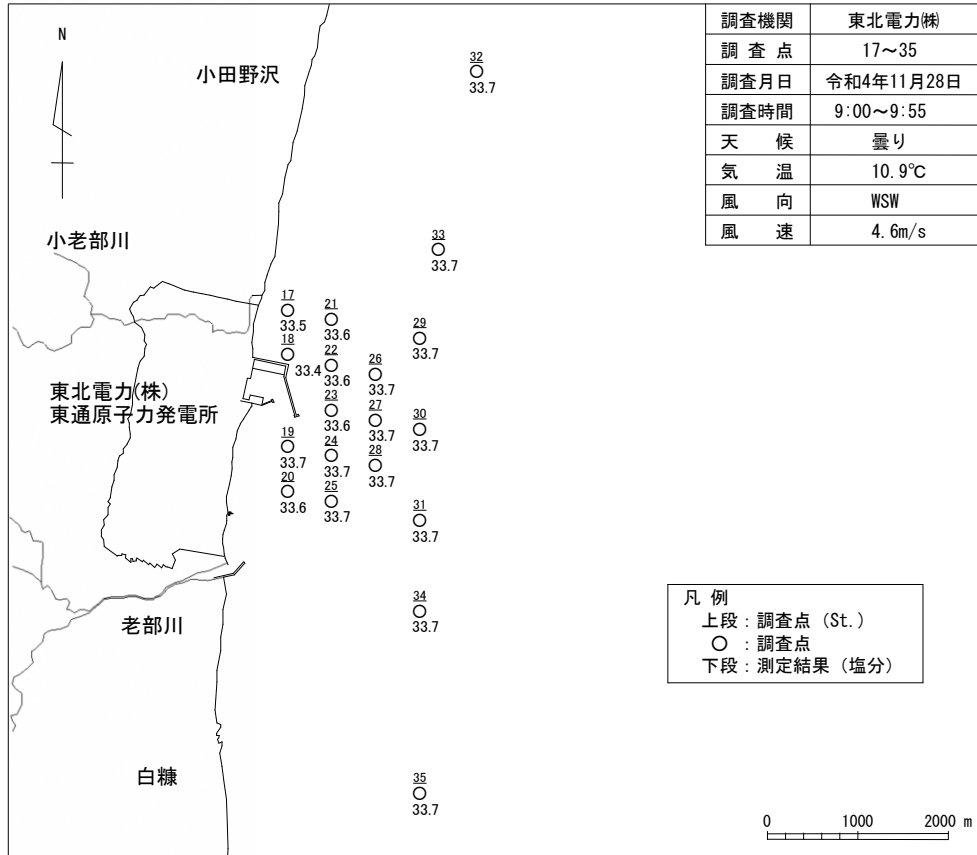 調査機関 東北電力㈱
調査点 17～35
調査月日 令和4年11月28日
調査時間 9:00～9:55
天候 曇り
気温 10.9℃
風向 WSW
風速 4.6m/s
N
小田野沢
32
33.7
小老部川
33
33.7
17
33.5
21
33.6
29
33.7
18
33.4
22
33.6
26
33.7
東北電力(株)
東通原子力発電所
23
33.6
27
33.7
30
33.7
19
33.7
24
33.7
28
33.7
20
33.6
25
33.7
31
33.7
34
33.7
老部川
凡例
上段：調査点（St.）
○：調査点
下段：測定結果（塩分）
白糠
35
33.7
0 1000 2000 m